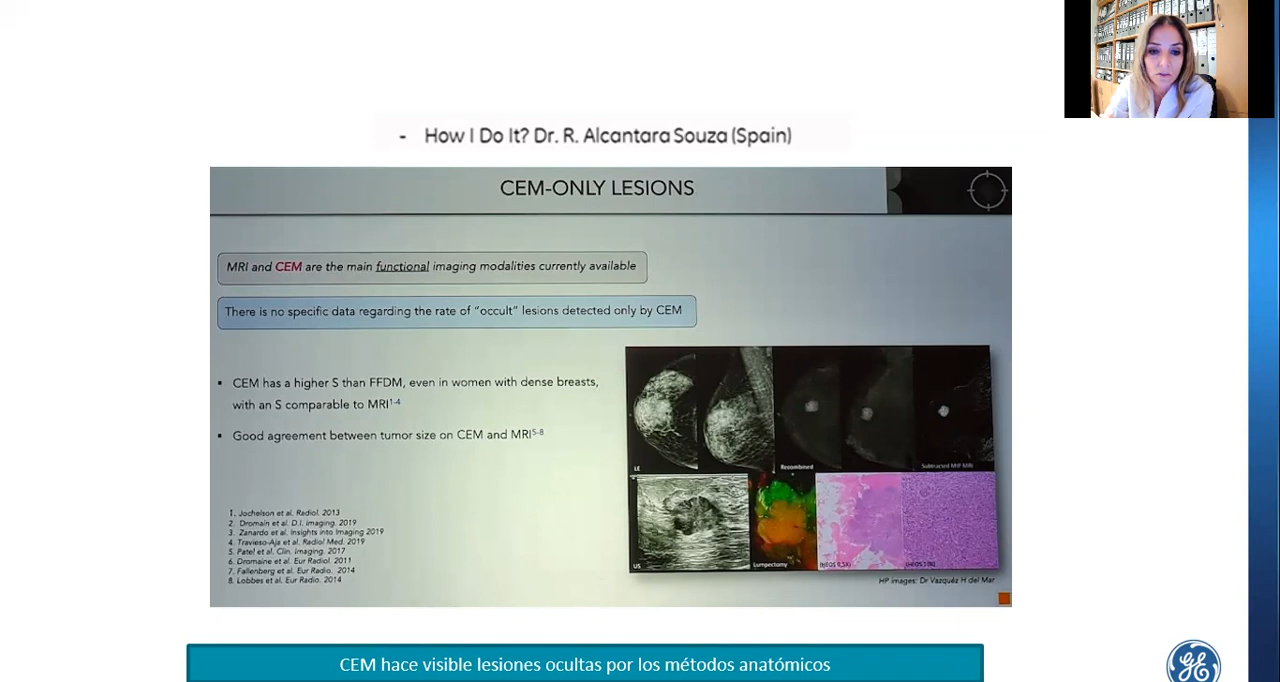 - How I Do It? Dr. R. Alcantara Souza (Spain)
CEM-ONLY LESIONS
MRI and CEM are the main functional imaging modalities currently available
There is no specific data regarding the rate of "occult" lesions detected only by CEM
▪ CEM has a higher S than FFDM, even in women with dense breasts,
with an S comparable to MRI1-4
▪ Good agreement between tumor size on CEM and MRI5-8
1. Jochelson et al. Radiol. 2013
2. Dromain et al. D.I. imaging. 2019
3. Zanardo et al. Insights into Imaging 2019
4. Travieso-Aja et al. Radiol Med. 2019
5. Patel et al. Clin. Imaging. 2017
6. Dromaine et al. Eur Radiol. 2011
7. Fallenberg et al. Eur Radio. 2014
8. Lobbes et al. Eur Radio. 2014
LE
Recombined
Subtracted MIP MRI
US
Lumpectomy
HP images: Dr Vazquéz H del Mar
CEM hace visible lesiones ocultas por los métodos anatómicos
GE